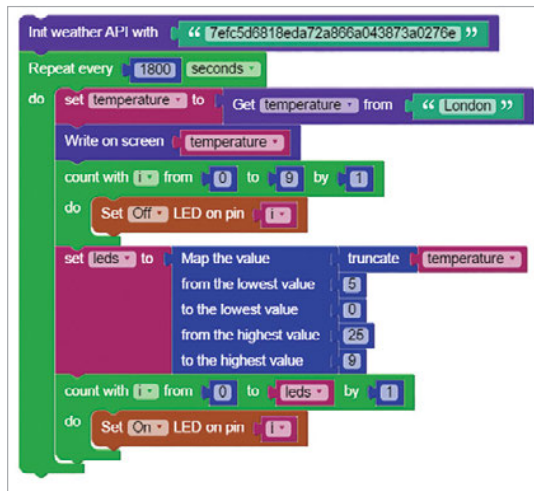 Init weather API with “ 7efc5d6818eda72a866a043873a0276e ”
Repeat every 1800 seconds
do set temperature to Get temperature from “ London ”
Write on screen temperature
count with i from 0 to 9 by 1
do Set Off LED on pin i
set leds to Map the value truncate temperature
from the lowest value 5
to the lowest value 0
from the highest value 25
to the highest value 9
count with i from 0 to leds by 1
do Set On LED on pin i